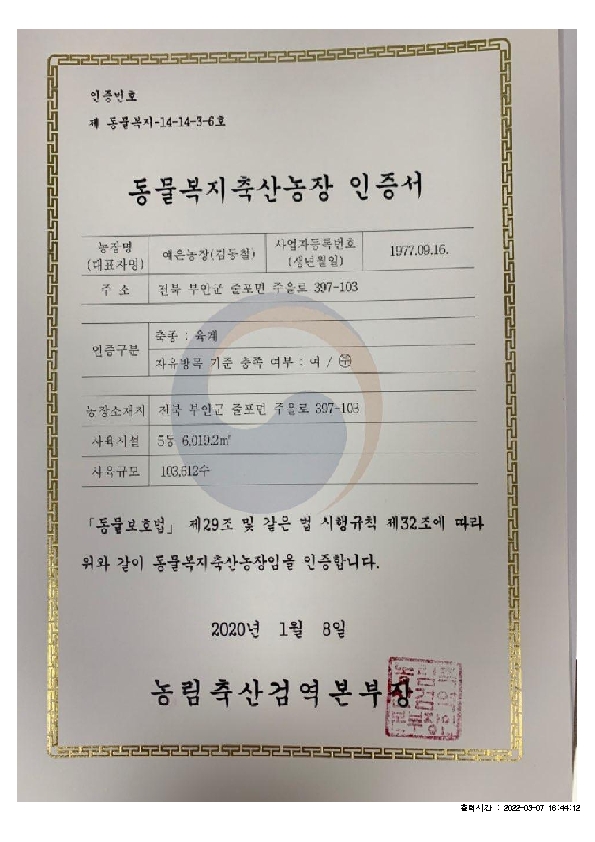 인증번호
제 동물복지-14-14-3-6호
동물복지축산농장 인증서
농장명 (대표자명) 예은농장(김동철) 사업자등록번호 (생년월일) 1977.09.16.
주 소 전북 부안군 줄포면 주을로 397-103
인증구분 축종 : 육계
자유방목 기준 충족 여부 : 여 / 부
농장소재지 전북 부안군 줄포면 주을로 397-103
사육시설 5동 6,019.2㎡
사육규모 103,612수
「동물보호법」 제29조 및 같은 법 시행규칙 제32조에 따라
위와 같이 동물복지축산농장임을 인증합니다.
2020년 1월 8일
농림축산검역본부장
출력시간 : 2022-03-07 16:44:12